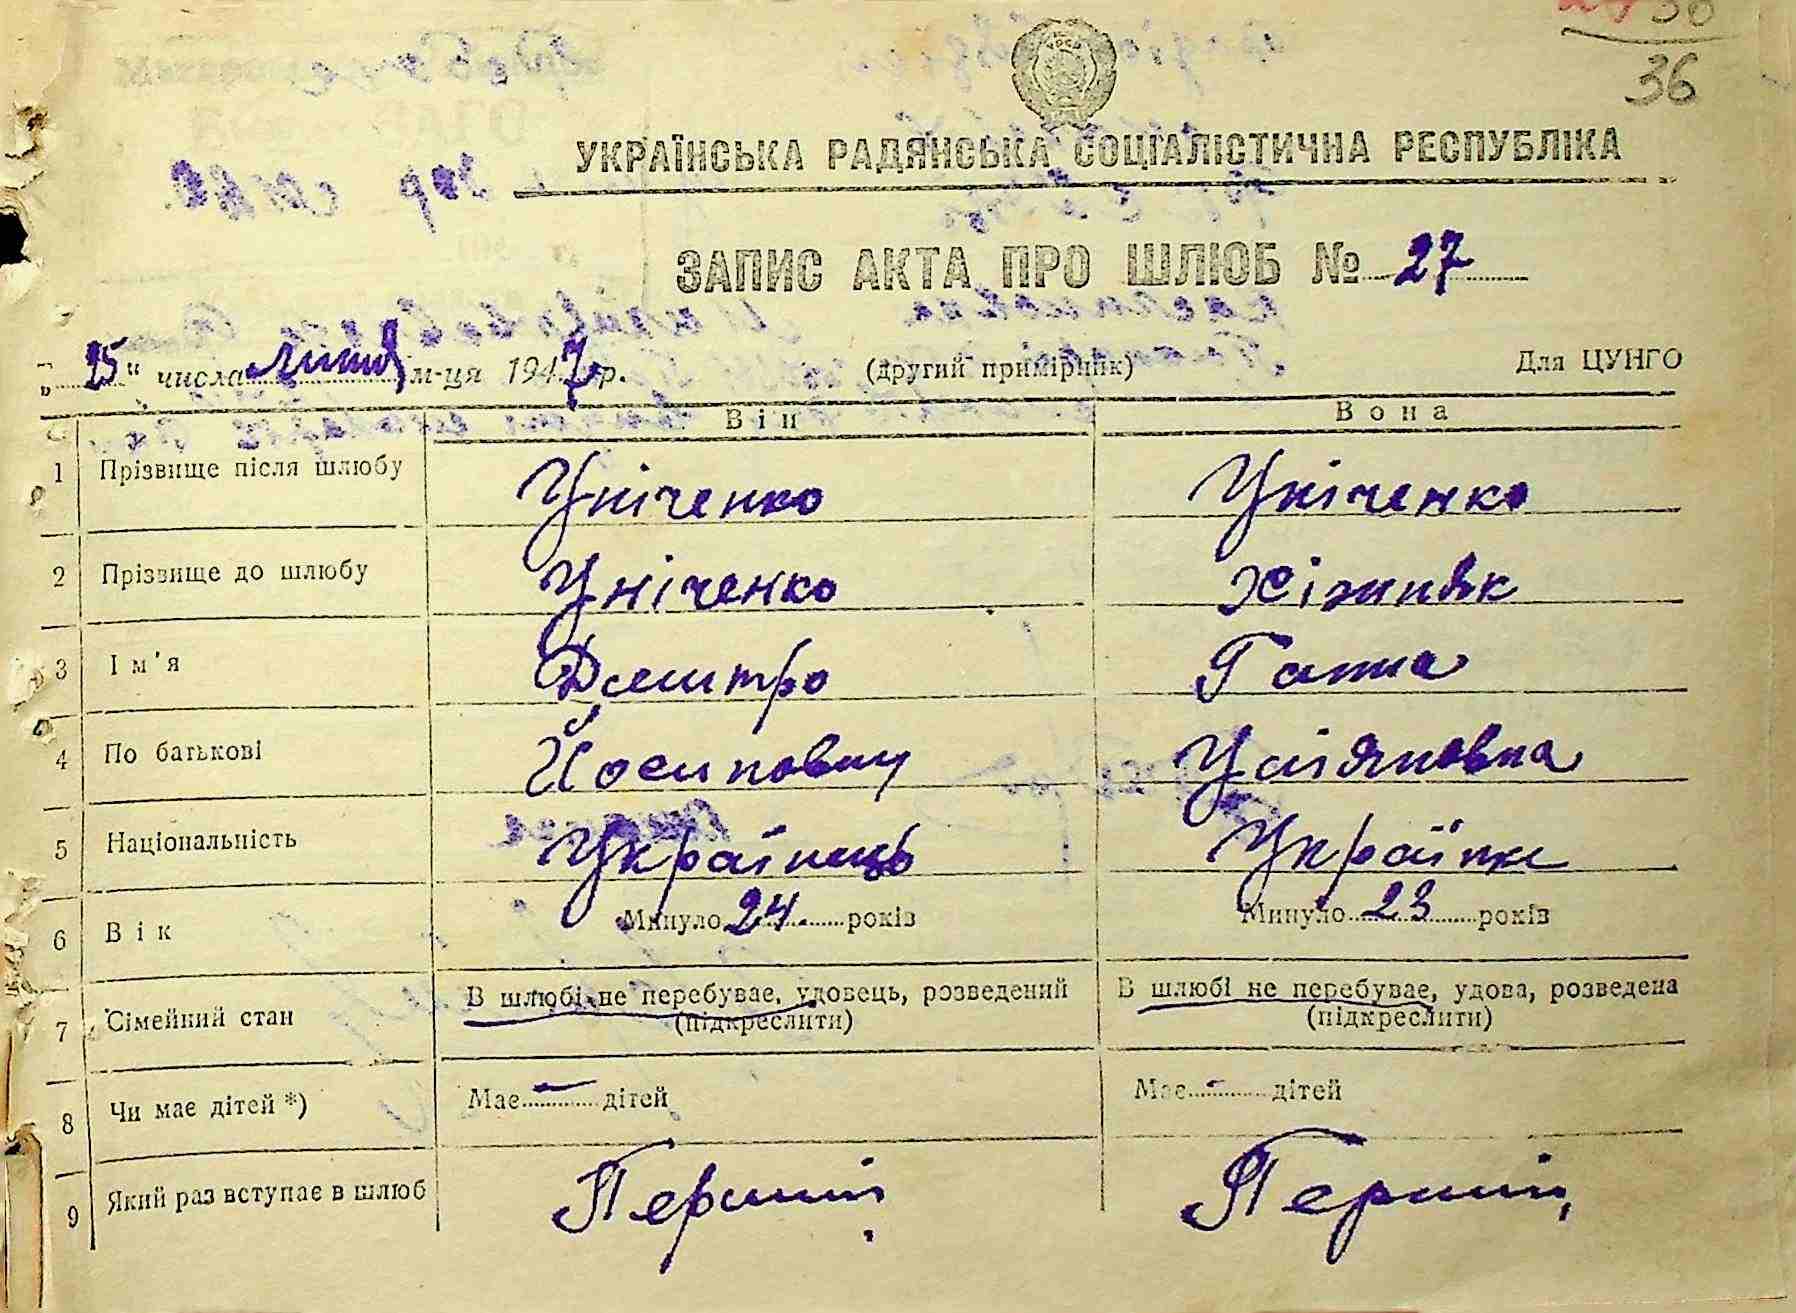 36
36
УКРАЇНСЬКА РАДЯНСЬКА СОЦІАЛІСТИЧНА РЕСПУБЛІКА
ЗАПИС АКТА ПРО ШЛЮБ № 27
„25“ числа м-ця 1947 р. (другий примірник) Для ЦУНГО
Він Вона
1 Прізвище після шлюбу Уніченко Уніченко
2 Прізвище до шлюбу Уніченко Хіжняк
3 Ім'я Дмитро Ганна
4 По батькові Йосипович Уліяновна
5 Національність Українець Українка
6 Вік Минуло 24 років Минуло 23 років
7 Сімейний стан В шлюбі не перебуває, удовець, розведений (підкреслити) В шлюбі не перебуває, удова, розведена (підкреслити)
8 Чи має дітей *) Має — дітей Має - дітей
9 Який раз вступає в шлюб Перший Перший